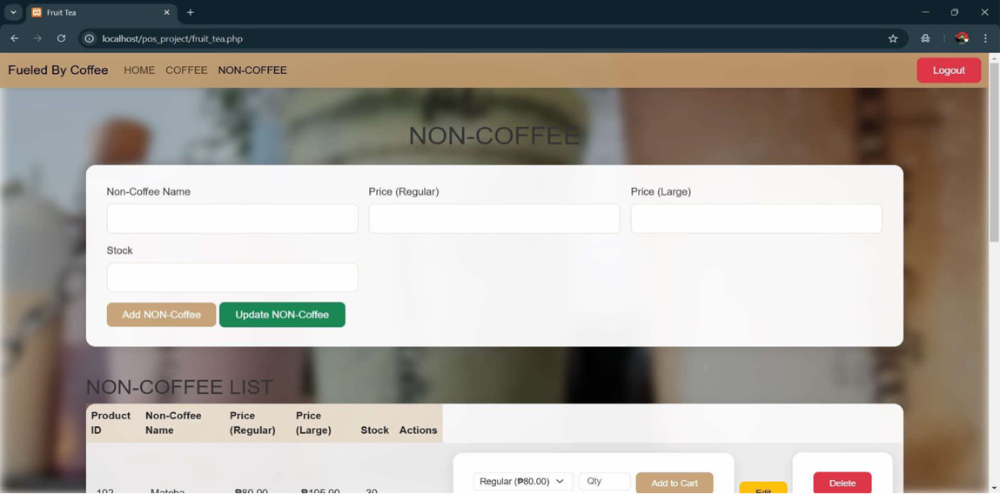 Fruit Tea
localhost/pos_project/fruit_tea.php
Fueled By Coffee HOME COFFEE NON-COFFEE Logout
NON-COFFEE
Non-Coffee Name Price (Regular) Price (Large)
Stock
Add NON-Coffee Update NON-Coffee
NON-COFFEE LIST
Product ID Non-Coffee Name Price (Regular) Price (Large) Stock Actions
102 Matcha ₱80.00 ₱105.00 30 Regular (₱80.00) Qty Add to Cart Edit Delete